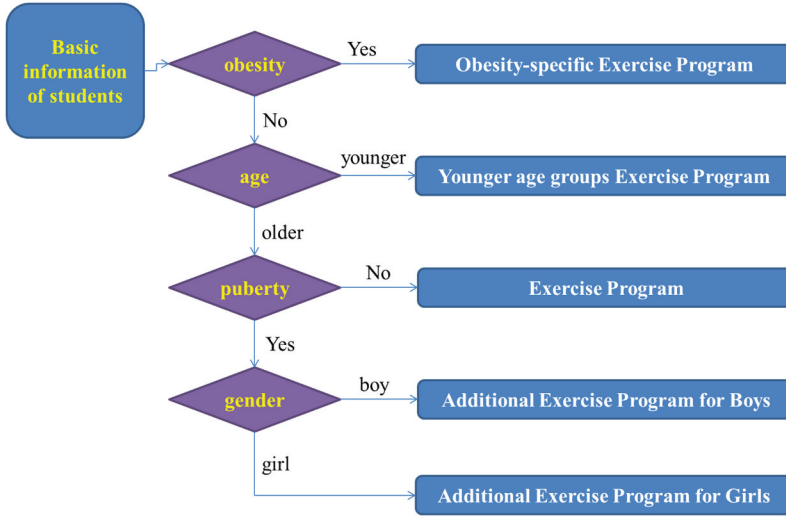 Basic
information
of students
obesity
Yes
Obesity-specific Exercise Program
No
age
younger
Younger age groups Exercise Program
older
puberty
No
Exercise Program
Yes
gender
boy
Additional Exercise Program for Boys
girl
Additional Exercise Program for Girls